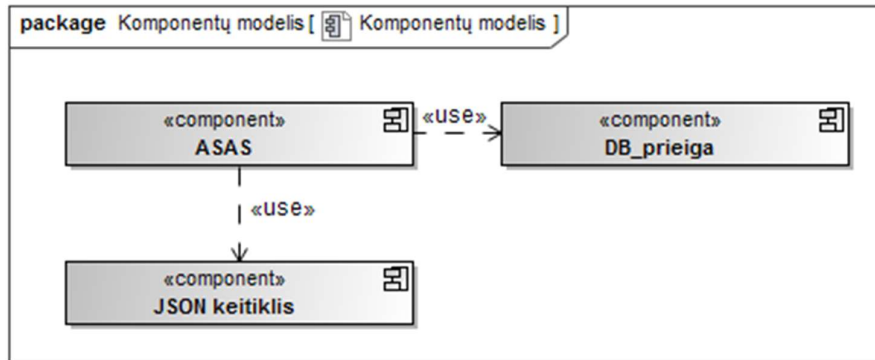 package Komponentų modelis [ Komponentų modelis ]
«component»
ASAS
«use»
«component»
DB_prieiga
«use»
«component»
JSON keitiklis